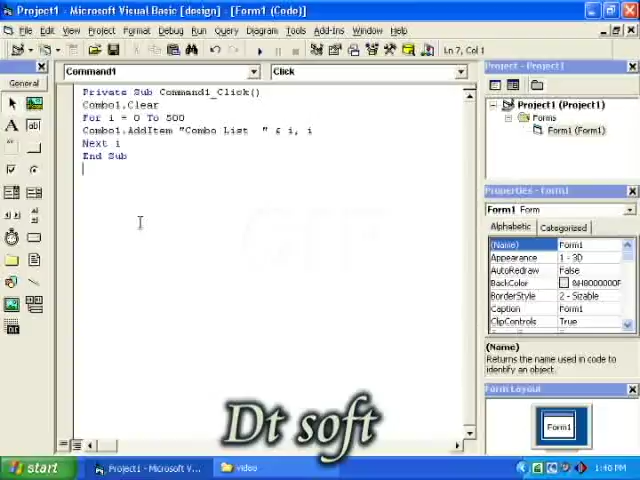 Project1 - Microsoft Visual Basic [design] - [Form1 (Code)]
File Edit View Project Format Debug Run Query Diagram Tools Add-Ins Window Help
Ln 7, Col 1
General
Command1
Click
Private Sub Command1_Click()
Combo1.Clear
For i = 0 To 500
Combo1.AddItem "Combo List  " & i, i
Next i
End Sub
Project - Project1
Project1 (Project1)
Forms
Form1 (Form1)
Properties - Form1
Form1 Form
Alphabetic Categorized
(Name) Form1
Appearance 1 - 3D
AutoRedraw False
BackColor &H8000000F
BorderStyle 2 - Sizable
Caption Form1
ClipControls True
(Name)
Returns the name used in code to
identify an object.
Form Layout
Form1
Dt soft
start
Project1 - Microsoft V...
video
1:40 PM